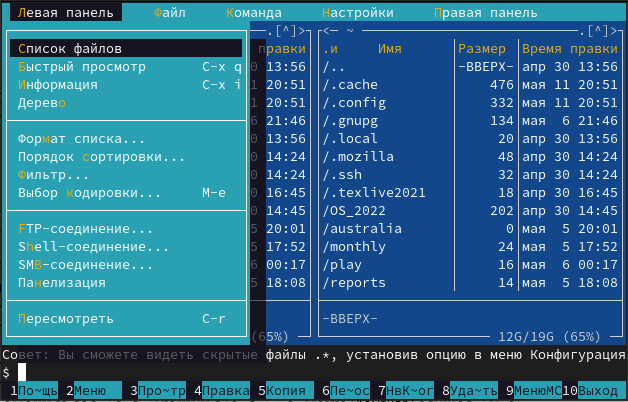 Левая панель Файл Команда Настройки Правая панель
.[^]> <─ ~ .[^]>
Список файлов правки .и Имя Размер Время правки
Быстрый просмотр C-x q 0 13:56 /.. -ВВЕРХ- апр 30 13:56
Информация C-x i 1 20:51 /.cache 476 мая 11 20:51
Дерево 1 20:51 /.config 332 мая 11 20:51
6 21:46 /.gnupg 134 мая 6 21:46
Формат списка... 0 13:56 /.local 20 апр 30 13:56
Порядок сортировки... 0 14:24 /.mozilla 48 апр 30 14:24
Фильтр... 0 14:24 /.ssh 32 апр 30 14:24
Выбор кодировки... M-e 0 16:45 /.texlive2021 18 апр 30 16:45
0 14:45 /OS_2022 202 апр 30 14:45
FTP-соединение... 5 20:01 /australia 0 мая 5 20:01
Shell-соединение... 5 17:52 /monthly 24 мая 5 17:52
SMB-соединение... 6 00:17 /play 16 мая 6 00:17
Панелизация 5 18:08 /reports 14 мая 5 18:08
Пересмотреть C-r -ВВЕРХ-
(65%) 12G/19G (65%)
Совет: Вы сможете видеть скрытые файлы .*, установив опцию в меню Конфигурация
$
1По~щь 2Меню 3Про~тр 4Правка 5Копия 6Пе~ос 7НвК~ог 8Уда~ть 9МенюMC 10Выход